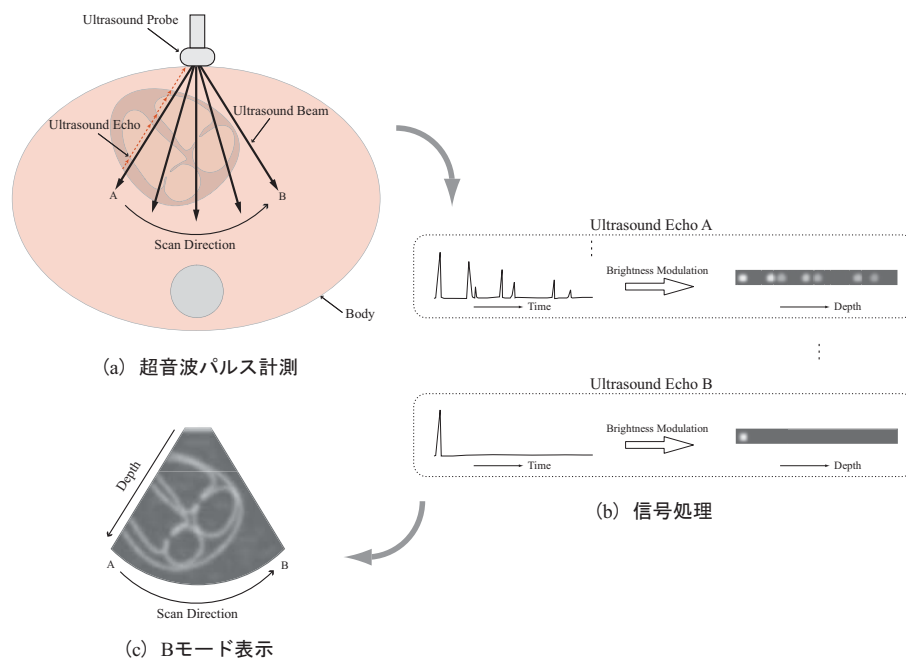 Ultrasound Probe
Ultrasound Beam
Ultrasound Echo
A
B
Scan Direction
Body
(a) 超音波パルス計測
Ultrasound Echo A
Brightness Modulation
Time
Depth
Ultrasound Echo B
Brightness Modulation
Time
Depth
(b) 信号処理
Depth
A
B
Scan Direction
(c) Bモード表示